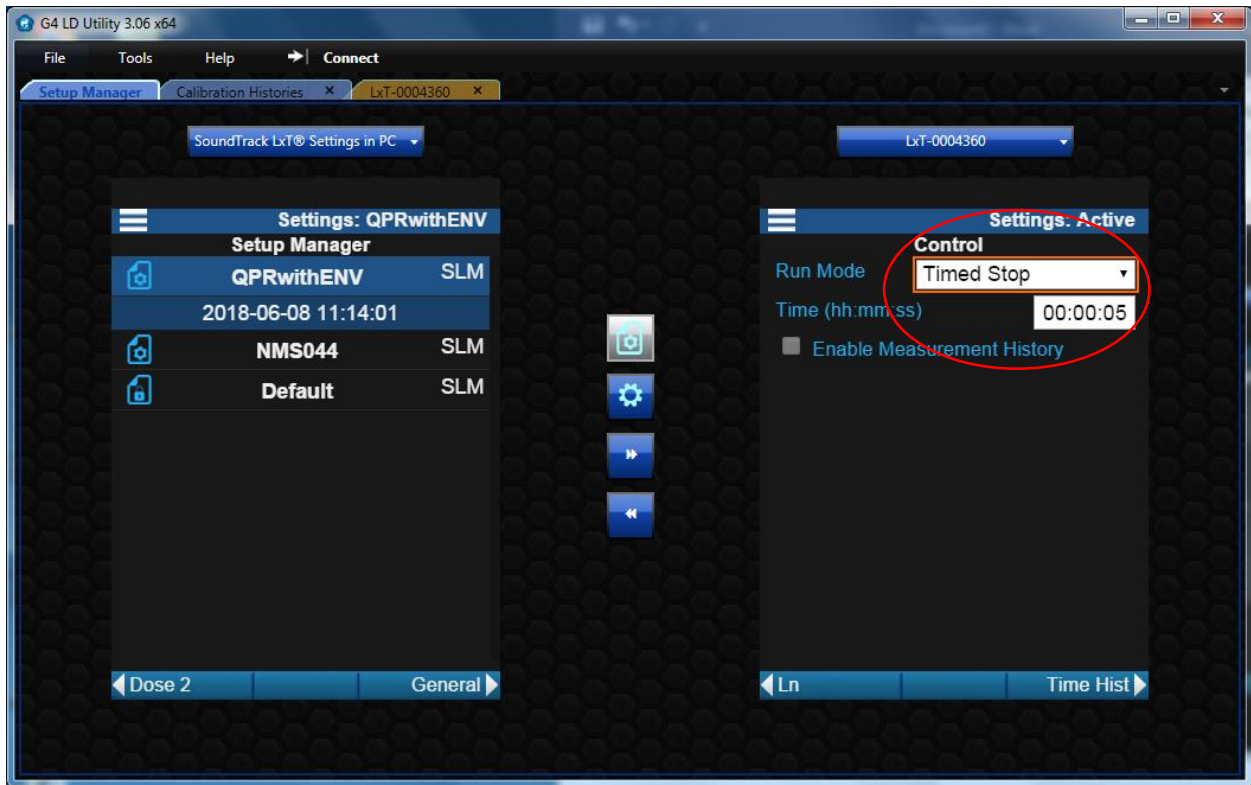 G4 LD Utility 3.06 x64
File Tools Help Connect
Setup Manager Calibration Histories × LxT-0004360 ×
SoundTrack LxT® Settings in PC
LxT-0004360
Settings: QPRwithENV
Setup Manager
QPRwithENV SLM
2018-06-08 11:14:01
NMS044 SLM
Default SLM
Dose 2 General
Settings: Active
Control
Run Mode Timed Stop
Time (hh:mm:ss) 00:00:05
Enable Measurement History
Ln Time Hist